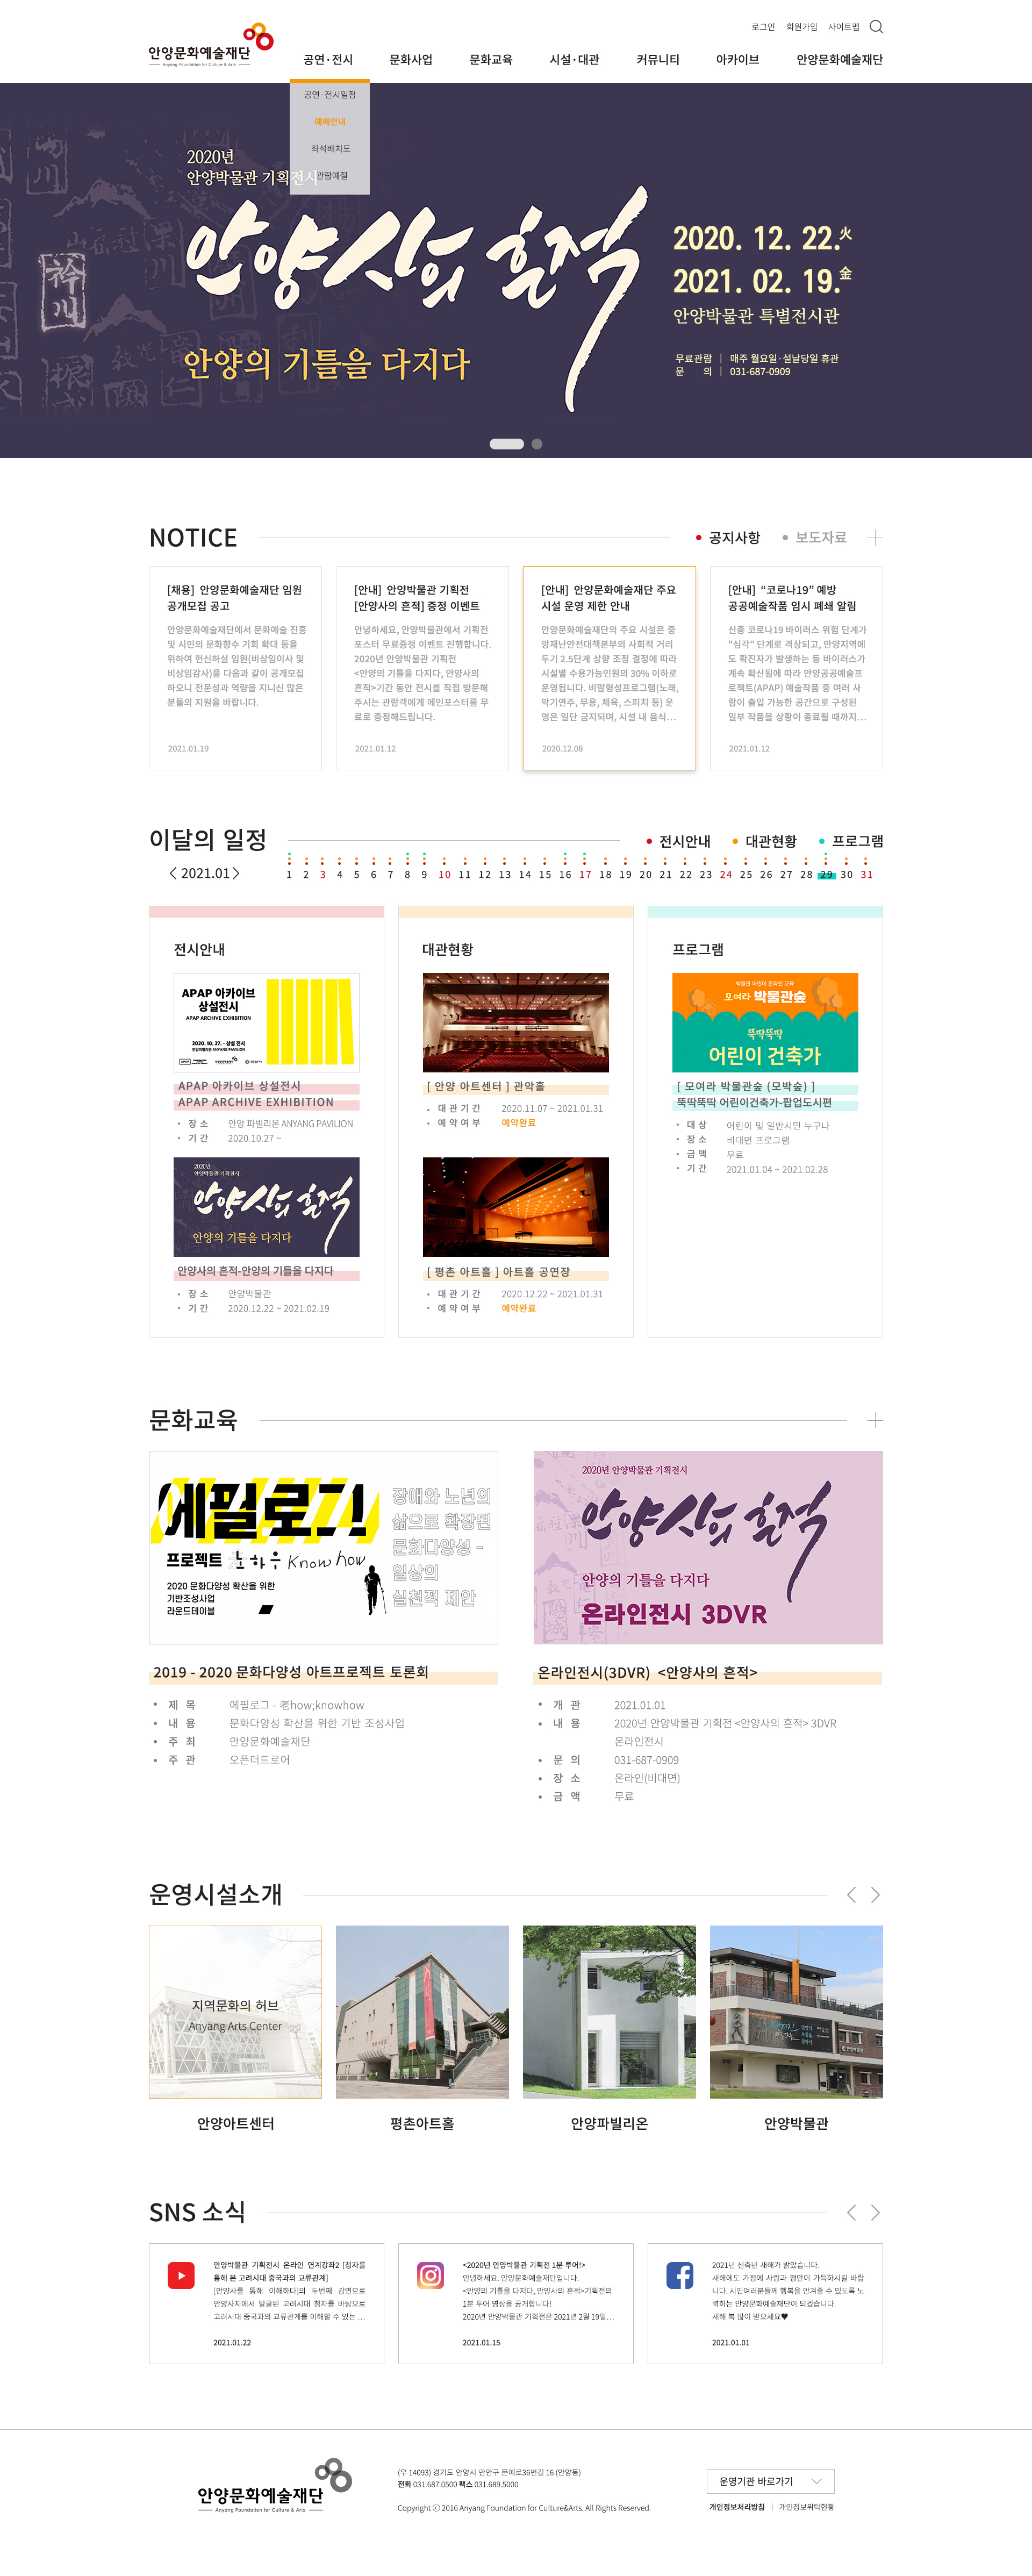 로그인 회원가입 사이트맵
안양문화예술재단
Anyang Foundation for Culture & Arts
공연·전시 문화사업 문화교육 시설·대관 커뮤니티 아카이브 안양문화예술재단
공연·전시일정
예매안내
좌석배치도
관람예절
2020년
안양박물관 기획전시
안양사의 흔적
안양의 기틀을 다지다
衿川
2020. 12. 22.火
2021. 02. 19.金
안양박물관 특별전시관
무료관람 | 매주 월요일·설날당일 휴관
문 의 | 031-687-0909
NOTICE
공지사항 보도자료
[채용] 안양문화예술재단 임원
공개모집 공고
안양문화예술재단에서 문화예술 진흥
및 시민의 문화향수 기회 확대 등을
위하여 헌신하실 임원(비상임이사 및
비상임감사)을 다음과 같이 공개모집
하오니 전문성과 역량을 지니신 많은
분들의 지원을 바랍니다.
2021.01.19
[안내] 안양박물관 기획전
[안양사의 흔적] 증정 이벤트
안녕하세요, 안양박물관에서 기획전
포스터 무료증정 이벤트 진행합니다.
2020년 안양박물관 기획전
<안양의 기틀을 다지다, 안양사의
흔적>기간 동안 전시를 직접 방문해
주시는 관람객에게 메인포스터를 무
료로 증정해드립니다.
2021.01.12
[안내] 안양문화예술재단 주요
시설 운영 제한 안내
안양문화예술재단의 주요 시설은 중
앙재난안전대책본부의 사회적 거리
두기 2.5단계 상향 조정 결정에 따라
시설별 수용가능인원의 30% 이하로
운영됩니다. 비말형성프로그램(노래,
악기연주, 무용, 체육, 스피치 등) 운
영은 일단 금지되며, 시설 내 음식…
2020.12.08
[안내] “코로나19” 예방
공공예술작품 임시 폐쇄 알림
신종 코로나19 바이러스 위험 단계가
"심각" 단계로 격상되고, 안양지역에
도 확진자가 발생하는 등 바이러스가
계속 확산됨에 따라 안양공공예술프
로젝트(APAP) 예술작품 중 여러 사
람이 출입 가능한 공간으로 구성된
일부 작품을 상황이 종료될 때까지…
2021.01.12
이달의 일정
전시안내 대관현황 프로그램
2021.01
1 2 3 4 5 6 7 8 9 10 11 12 13 14 15 16 17 18 19 20 21 22 23 24 25 26 27 28 29 30 31
전시안내
APAP 아카이브
상설전시
APAP ARCHIVE EXHIBITION
2020. 10. 27. - 상설 전시
안양파빌리온 ANYANG PAVILION
APAP 아카이브 상설전시
APAP ARCHIVE EXHIBITION
장 소 안양 파빌리온 ANYANG PAVILION
기 간 2020.10.27 ~
2020년
안양박물관 기획전시
안양사의 흔적
안양의 기틀을 다지다
안양사의 흔적-안양의 기틀을 다지다
장 소 안양박물관
기 간 2020.12.22 ~ 2021.02.19
대관현황
[ 안양 아트센터 ] 관악홀
대 관 기 간 2020.11.07 ~ 2021.01.31
예 약 여 부 예약완료
[ 평촌 아트홀 ] 아트홀 공연장
대 관 기 간 2020.12.22 ~ 2021.01.31
예 약 여 부 예약완료
프로그램
박물관 어린이 온라인 교육
모여라 박물관숲
뚝딱뚝딱
어린이 건축가
[ 모여라 박물관숲 (모박숲) ]
뚝딱뚝딱 어린이건축가-팝업도시편
대 상 어린이 및 일반시민 누구나
장 소 비대면 프로그램
금 액 무료
기 간 2021.01.04 ~ 2021.02.28
문화교육
에필로그!
프로젝트 노하우 Know how
2020 문화다양성 확산을 위한
기반조성사업
라운드테이블
장애와 노년의
삶으로 확장된
문화다양성 -
일상의
실천적 제안
2019 - 2020 문화다양성 아트프로젝트 토론회
제 목 에필로그 - 老how;knowhow
내 용 문화다양성 확산을 위한 기반 조성사업
주 최 안양문화예술재단
주 관 오픈더드로어
2020년 안양박물관 기획전시
안양사의 흔적
안양의 기틀을 다지다
온라인전시 3DVR
온라인전시(3DVR) <안양사의 흔적>
개 관 2021.01.01
내 용 2020년 안양박물관 기획전 <안양사의 흔적> 3DVR
온라인전시
문 의 031-687-0909
장 소 온라인(비대면)
금 액 무료
운영시설소개
지역문화의 허브
Anyang Arts Center
안양아트센터 평촌아트홀 안양파빌리온 안양박물관
SNS 소식
안양박물관 기획전시 온라인 연계강좌2 [청자를
통해 본 고려시대 중국과의 교류관계]
[안양사를 통해 이해하다]의 두번째 강연으로
안양사지에서 발굴된 고려시대 청자를 바탕으로
고려시대 중국과의 교류관계를 이해할 수 있는 …
2021.01.22
<2020년 안양박물관 기획전 1분 투어!>
안녕하세요. 안양문화예술재단입니다.
<안양의 기틀을 다지다, 안양사의 흔적>기획전의
1분 투어 영상을 공개합니다!
2020년 안양박물관 기획전은 2021년 2월 19일…
2021.01.15
2021년 신축년 새해가 밝았습니다.
새해에도 가정에 사랑과 평안이 가득하시길 바랍
니다. 시민여러분들께 행복을 안겨줄 수 있도록 노
력하는 안양문화예술재단이 되겠습니다.
새해 복 많이 받으세요♥
2021.01.01
안양문화예술재단
Anyang Foundation for Culture & Arts
(우 14093) 경기도 안양시 만안구 문예로36번길 16 (안양동)
전화 031.687.0500 팩스 031.689.5000
Copyright ⓒ 2016 Anyang Foundation for Culture&Arts. All Rights Reserved.
운영기관 바로가기
개인정보처리방침 | 개인정보위탁현황